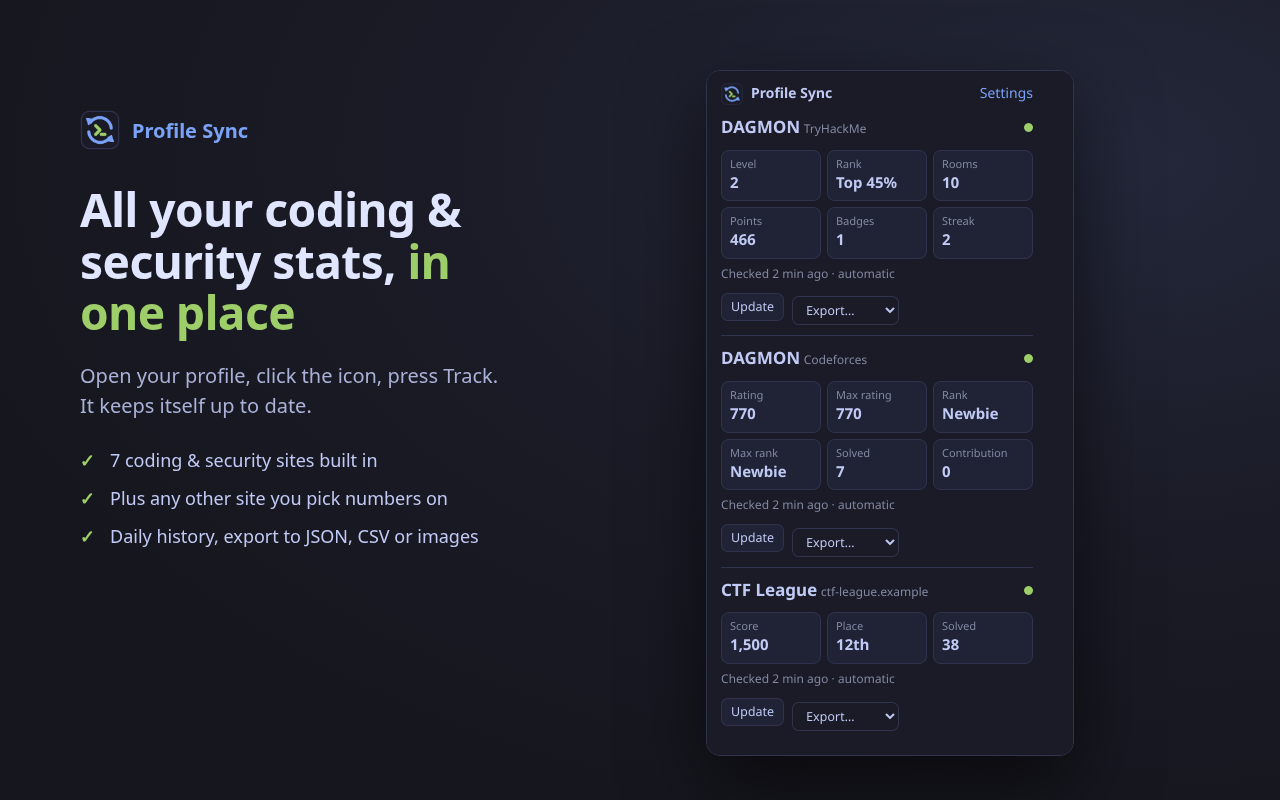 Profile Sync
All your coding &
security stats, in
one place
Open your profile, click the icon, press Track.
It keeps itself up to date.
✓ 7 coding & security sites built in
✓ Plus any other site you pick numbers on
✓ Daily history, export to JSON, CSV or images
Profile Sync Settings
DAGMON TryHackMe
Level Rank Rooms
2 Top 45% 10
Points Badges Streak
466 1 2
Checked 2 min ago · automatic
Update Export...
DAGMON Codeforces
Rating Max rating Rank
770 770 Newbie
Max rank Solved Contribution
Newbie 7 0
Checked 2 min ago · automatic
Update Export...
CTF League ctf-league.example
Score Place Solved
1,500 12th 38
Checked 2 min ago · automatic
Update Export...